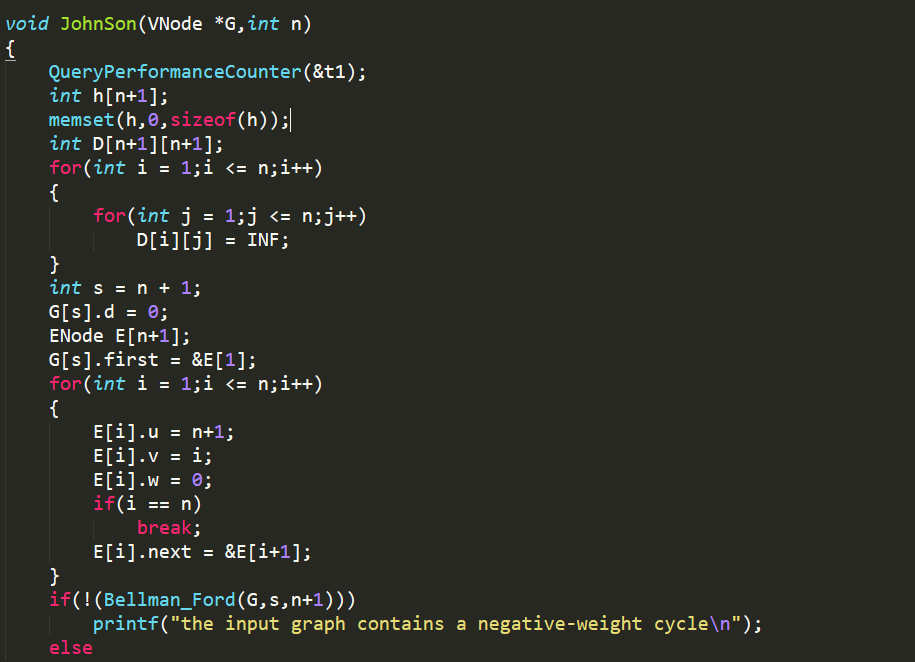 void JohnSon(VNode *G,int n)
{
    QueryPerformanceCounter(&t1);
    int h[n+1];
    memset(h,0,sizeof(h));
    int D[n+1][n+1];
    for(int i = 1;i <= n;i++)
    {
        for(int j = 1;j <= n;j++)
            D[i][j] = INF;
    }
    int s = n + 1;
    G[s].d = 0;
    ENode E[n+1];
    G[s].first = &E[1];
    for(int i = 1;i <= n;i++)
    {
        E[i].u = n+1;
        E[i].v = i;
        E[i].w = 0;
        if(i == n)
            break;
        E[i].next = &E[i+1];
    }
    if(!(Bellman_Ford(G,s,n+1)))
        printf("the input graph contains a negative-weight cycle\n");
    else